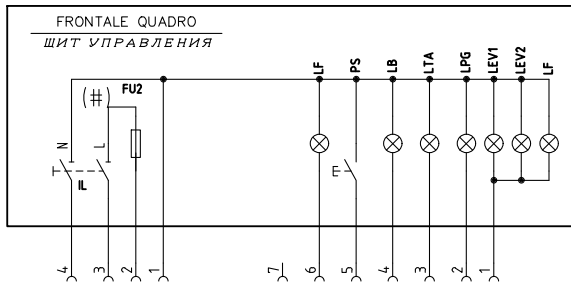 FRONTALE QUADRO
ЩИТ УПРАВЛЕНИЯ
LF PS LB LTA LPG LEV1 LEV2 LF
(#) FU2
N L
IL
4 3 2 1 7 6 5 4 3 2 1